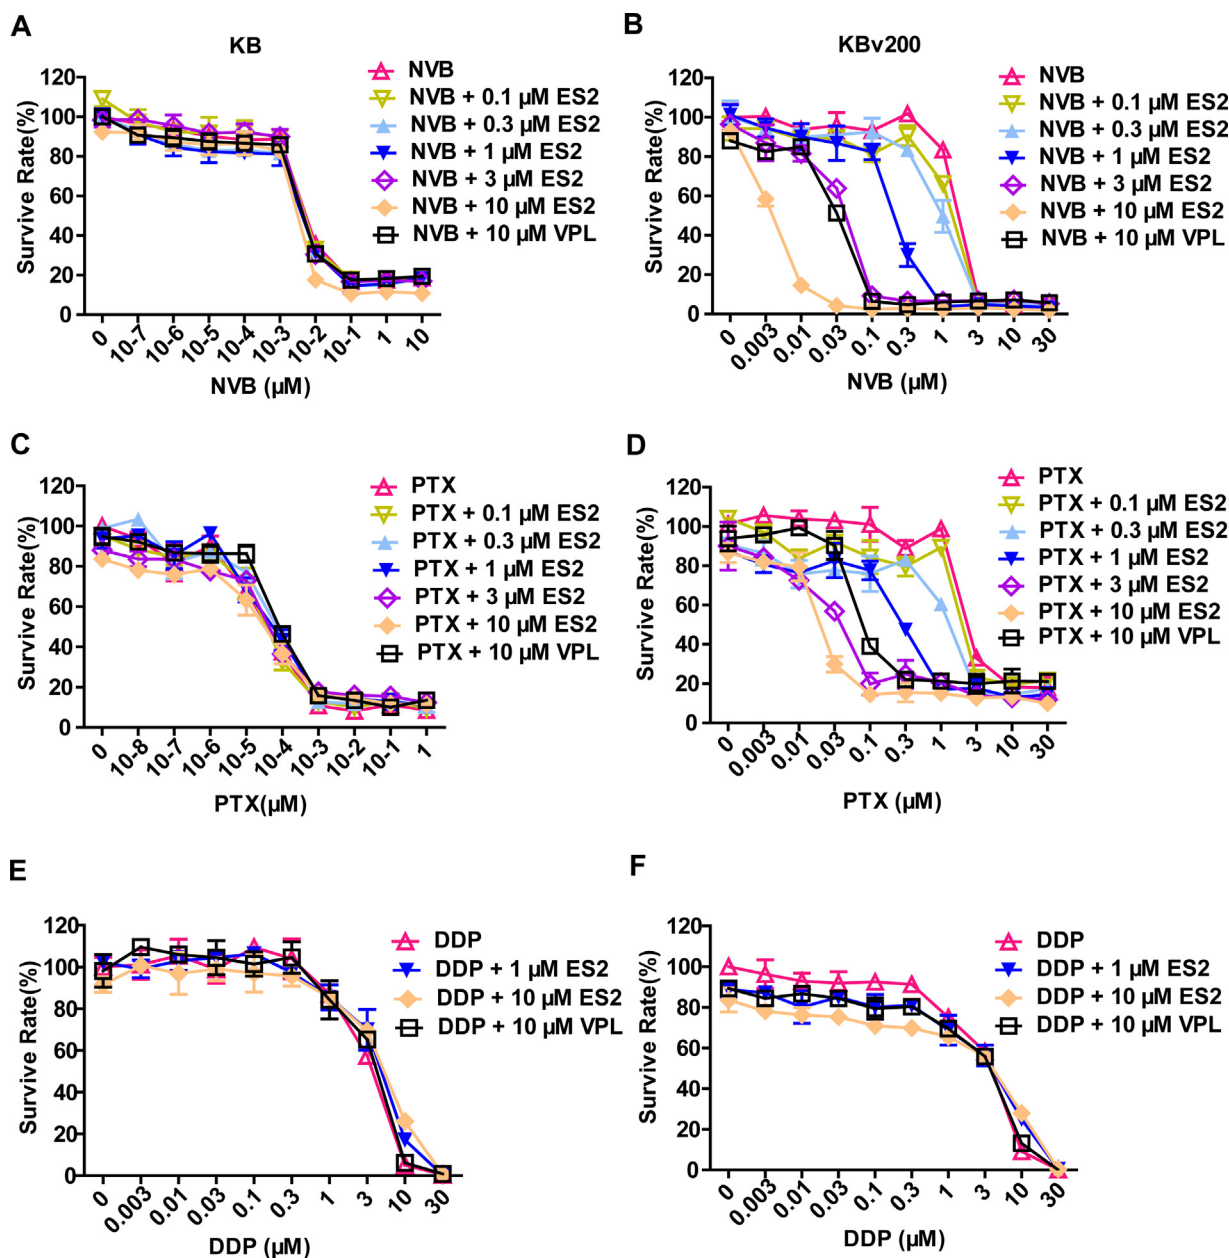 A
KB
Survive Rate(%)
120
100
80
60
40
20
0
0
10-7
10-6
10-5
10-4
10-3
10-2
10-1
1
10
NVB (µM)
NVB
NVB + 0.1 µM ES2
NVB + 0.3 µM ES2
NVB + 1 µM ES2
NVB + 3 µM ES2
NVB + 10 µM ES2
NVB + 10 µM VPL
B
KBv200
Survive Rate(%)
120
100
80
60
40
20
0
0
0.003
0.01
0.03
0.1
0.3
1
3
10
30
NVB (µM)
NVB
NVB + 0.1 µM ES2
NVB + 0.3 µM ES2
NVB + 1 µM ES2
NVB + 3 µM ES2
NVB + 10 µM ES2
NVB + 10 µM VPL
C
Survive Rate(%)
120
100
80
60
40
20
0
0
10-8
10-7
10-6
10-5
10-4
10-3
10-2
10-1
1
PTX(µM)
PTX
PTX + 0.1 µM ES2
PTX + 0.3 µM ES2
PTX + 1 µM ES2
PTX + 3 µM ES2
PTX + 10 µM ES2
PTX + 10 µM VPL
D
Survive Rate(%)
120
100
80
60
40
20
0
0
0.003
0.01
0.03
0.1
0.3
1
3
10
30
PTX (µM)
PTX
PTX + 0.1 µM ES2
PTX + 0.3 µM ES2
PTX + 1 µM ES2
PTX + 3 µM ES2
PTX + 10 µM ES2
PTX + 10 µM VPL
E
Survive Rate(%)
120
100
80
60
40
20
0
0
0.003
0.01
0.03
0.1
0.3
1
3
10
30
DDP (µM)
DDP
DDP + 1 µM ES2
DDP + 10 µM ES2
DDP + 10 µM VPL
F
Survive Rate(%)
120
100
80
60
40
20
0
0
0.003
0.01
0.03
0.1
0.3
1
3
10
30
DDP (µM)
DDP
DDP + 1 µM ES2
DDP + 10 µM ES2
DDP + 10 µM VPL